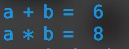 a + b =  6
a * b =  8